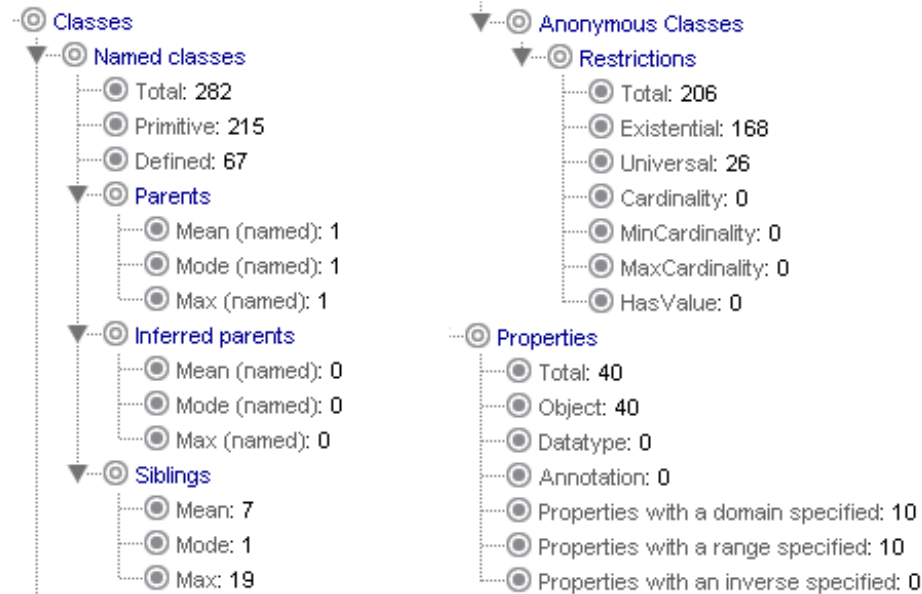 Classes
Named classes
Total: 282
Primitive: 215
Defined: 67
Parents
Mean (named): 1
Mode (named): 1
Max (named): 1
Inferred parents
Mean (named): 0
Mode (named): 0
Max (named): 0
Siblings
Mean: 7
Mode: 1
Max: 19
Anonymous Classes
Restrictions
Total: 206
Existential: 168
Universal: 26
Cardinality: 0
MinCardinality: 0
MaxCardinality: 0
HasValue: 0
Properties
Total: 40
Object: 40
Datatype: 0
Annotation: 0
Properties with a domain specified: 10
Properties with a range specified: 10
Properties with an inverse specified: 0